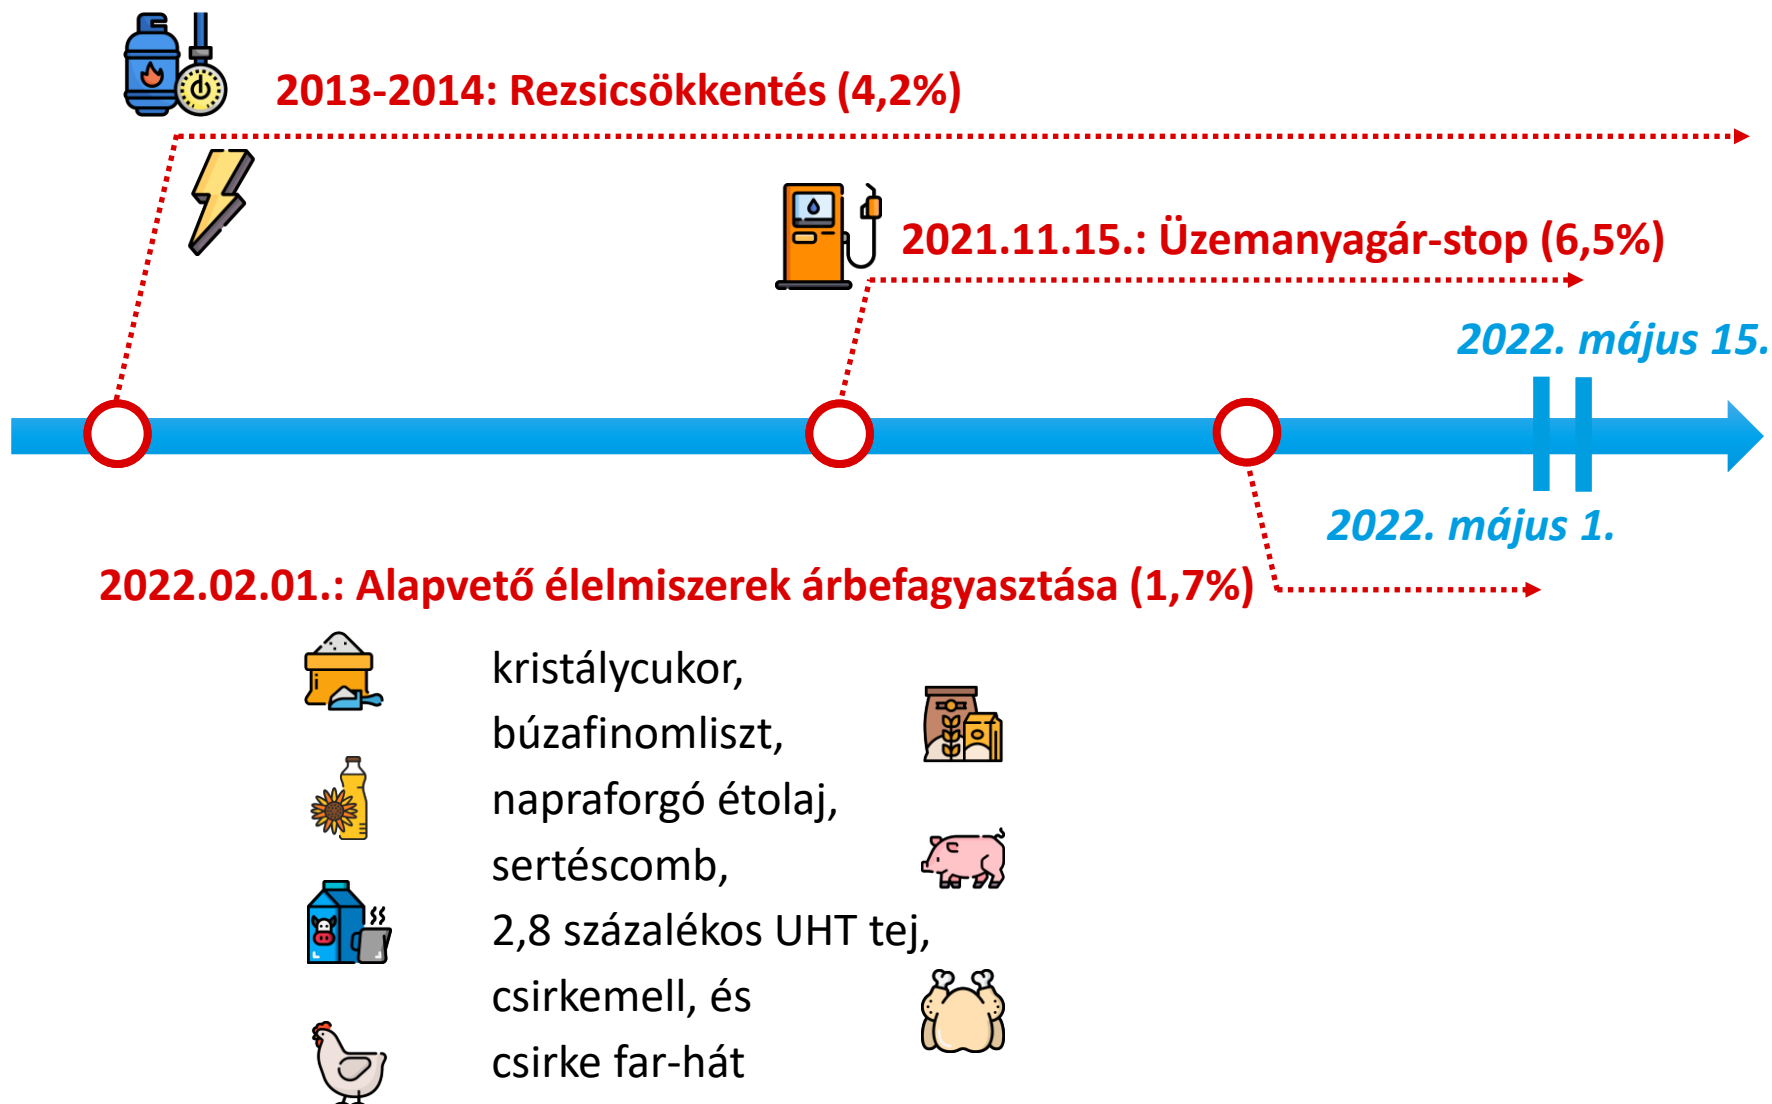 2013-2014: Rezsicsökkentés (4,2%)
2021.11.15.: Üzemanyagár-stop (6,5%)
2022. május 15.
2022. május 1.
2022.02.01.: Alapvető élelmiszerek árbefagyasztása (1,7%)
kristálycukor,
búzafinomliszt,
napraforgó étolaj,
sertéscomb,
2,8 százalékos UHT tej,
csirkemell, és
csirke far-hát